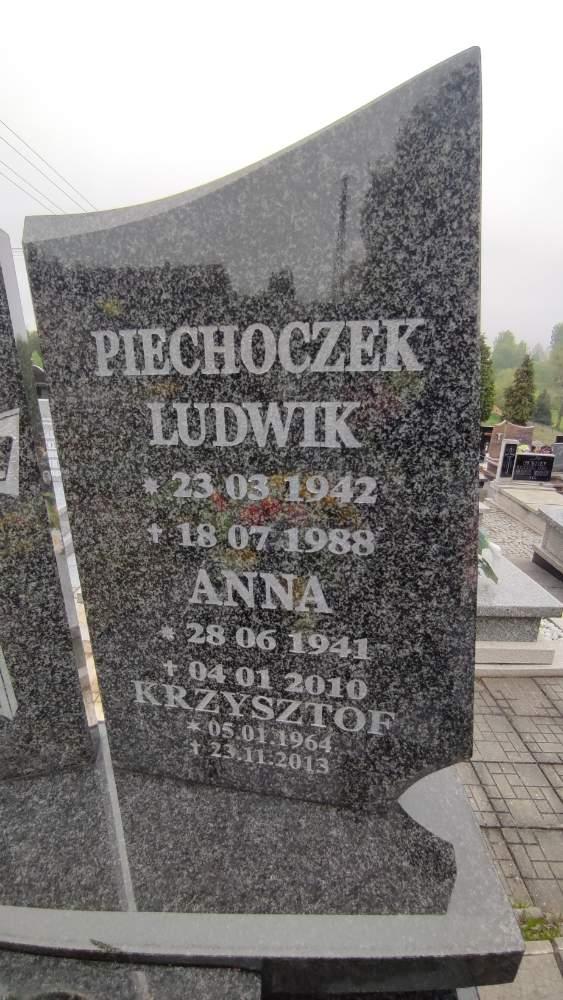 PIECHOCZEK
LUDWIK
* 23 03 1942
† 18 07 1988
ANNA
* 28 06 1941
† 04 01 2010
KRZYSZTOF
* 05.01.1964
† 23.11.2013